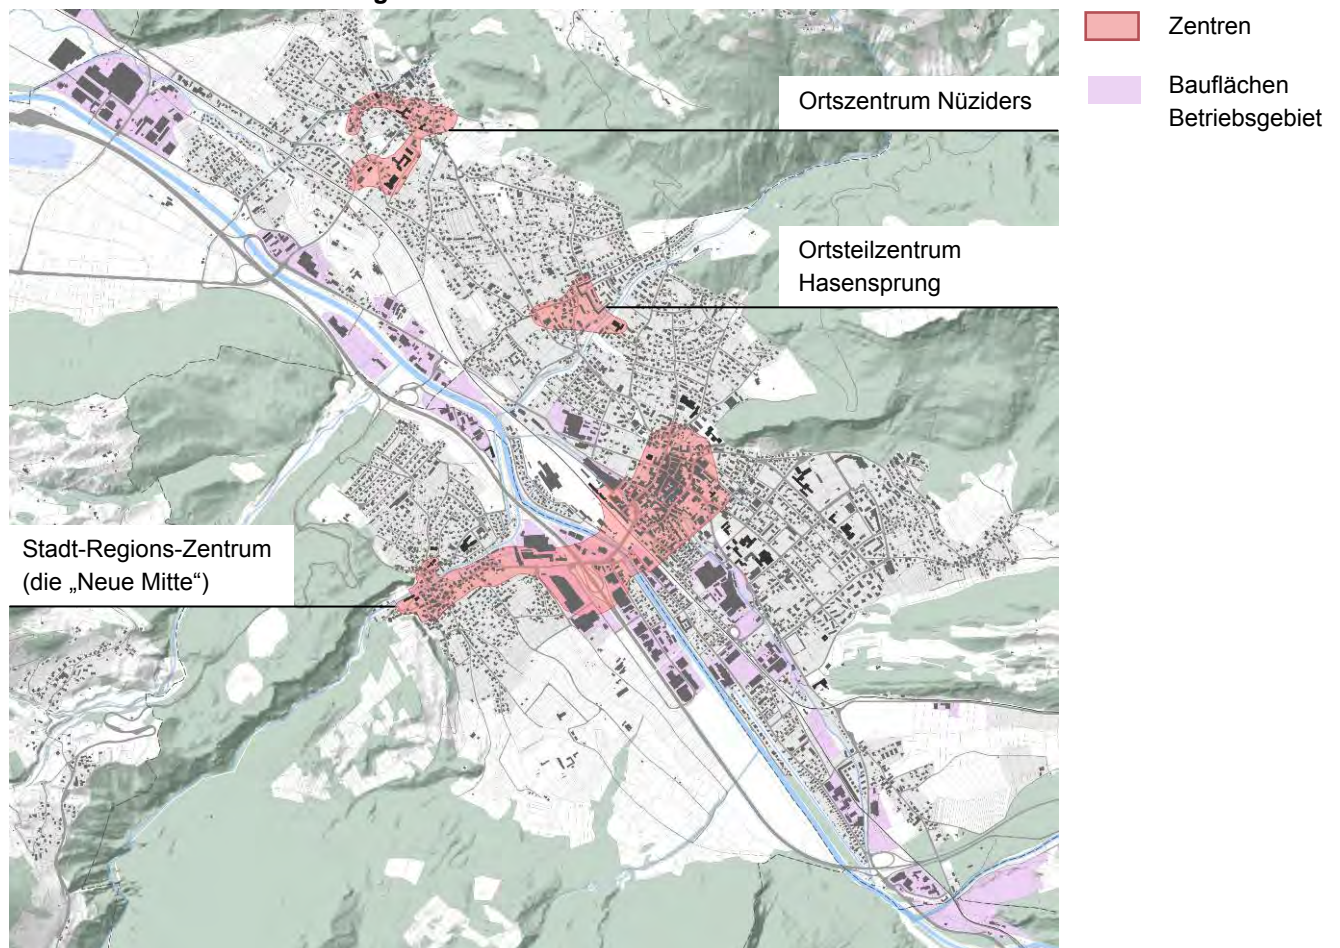 Zentren
Bauflächen
Betriebsgebiet
Ortszentrum Nüziders
Ortsteilzentrum
Hasensprung
Stadt-Regions-Zentrum
(die „Neue Mitte“)